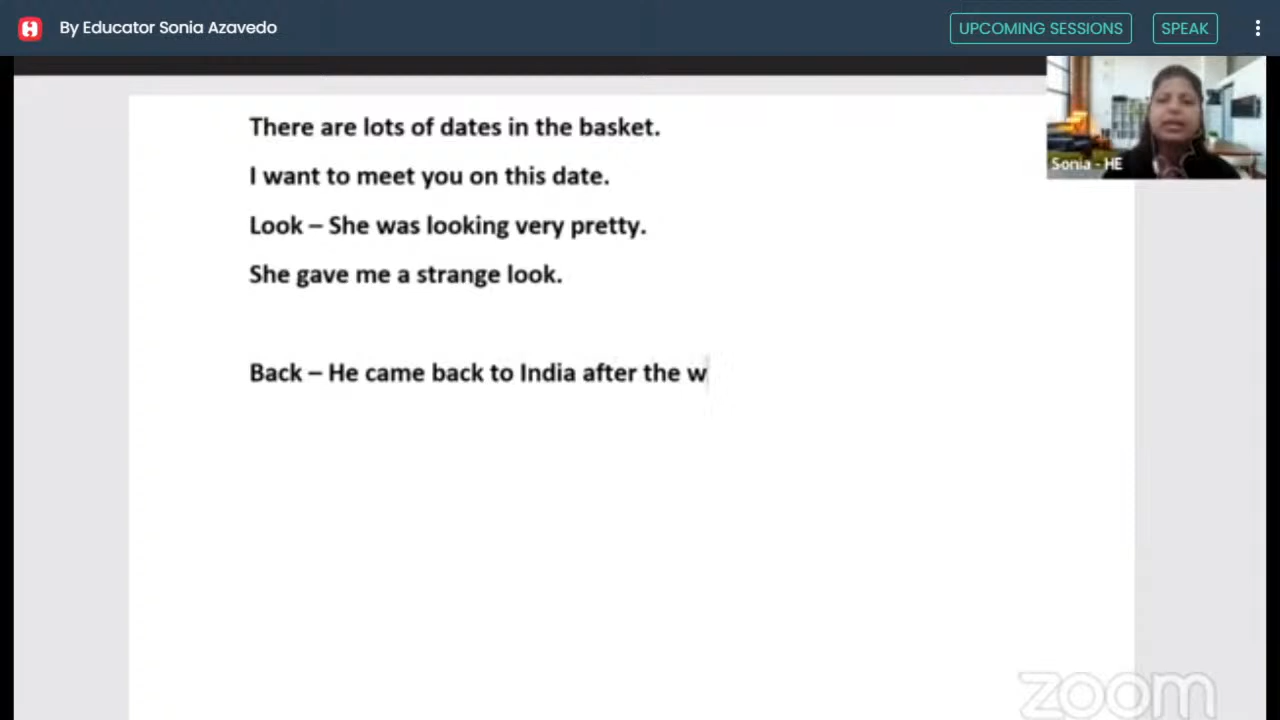 By Educator Sonia Azavedo
UPCOMING SESSIONS
SPEAK
There are lots of dates in the basket.
I want to meet you on this date.
Look – She was looking very pretty.
She gave me a strange look.
Back – He came back to India after the w
Sonia - HE
zoom